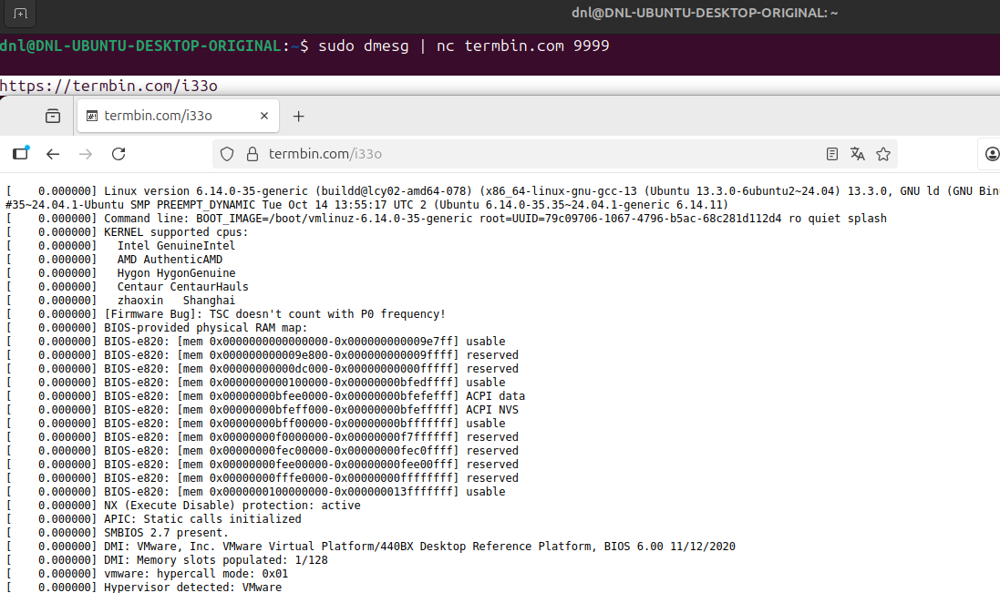 dnl@DNL-UBUNTU-DESKTOP-ORIGINAL: ~
dnl@DNL-UBUNTU-DESKTOP-ORIGINAL:~$ sudo dmesg | nc termbin.com 9999
https://termbin.com/i33o
termbin.com/i33o
termbin.com/i33o
[    0.000000] Linux version 6.14.0-35-generic (buildd@lcy02-amd64-078) (x86_64-linux-gnu-gcc-13 (Ubuntu 13.3.0-6ubuntu2~24.04) 13.3.0, GNU ld (GNU Binu
#35~24.04.1-Ubuntu SMP PREEMPT_DYNAMIC Tue Oct 14 13:55:17 UTC 2 (Ubuntu 6.14.0-35.35~24.04.1-generic 6.14.11)
[    0.000000] Command line: BOOT_IMAGE=/boot/vmlinuz-6.14.0-35-generic root=UUID=79c09706-1067-4796-b5ac-68c281d112d4 ro quiet splash
[    0.000000] KERNEL supported cpus:
[    0.000000]   Intel GenuineIntel
[    0.000000]   AMD AuthenticAMD
[    0.000000]   Hygon HygonGenuine
[    0.000000]   Centaur CentaurHauls
[    0.000000]   zhaoxin   Shanghai
[    0.000000] [Firmware Bug]: TSC doesn't count with P0 frequency!
[    0.000000] BIOS-provided physical RAM map:
[    0.000000] BIOS-e820: [mem 0x0000000000000000-0x000000000009e7ff] usable
[    0.000000] BIOS-e820: [mem 0x000000000009e800-0x000000000009ffff] reserved
[    0.000000] BIOS-e820: [mem 0x00000000000dc000-0x00000000000fffff] reserved
[    0.000000] BIOS-e820: [mem 0x0000000000100000-0x00000000bfedffff] usable
[    0.000000] BIOS-e820: [mem 0x00000000bfee0000-0x00000000bfefefff] ACPI data
[    0.000000] BIOS-e820: [mem 0x00000000bfeff000-0x00000000bfefffff] ACPI NVS
[    0.000000] BIOS-e820: [mem 0x00000000bff00000-0x00000000bfffffff] usable
[    0.000000] BIOS-e820: [mem 0x00000000f0000000-0x00000000f7ffffff] reserved
[    0.000000] BIOS-e820: [mem 0x00000000fec00000-0x00000000fec0ffff] reserved
[    0.000000] BIOS-e820: [mem 0x00000000fee00000-0x00000000fee00fff] reserved
[    0.000000] BIOS-e820: [mem 0x00000000fffe0000-0x00000000ffffffff] reserved
[    0.000000] BIOS-e820: [mem 0x0000000100000000-0x000000013fffffff] usable
[    0.000000] NX (Execute Disable) protection: active
[    0.000000] APIC: Static calls initialized
[    0.000000] SMBIOS 2.7 present.
[    0.000000] DMI: VMware, Inc. VMware Virtual Platform/440BX Desktop Reference Platform, BIOS 6.00 11/12/2020
[    0.000000] DMI: Memory slots populated: 1/128
[    0.000000] vmware: hypercall mode: 0x01
[    0.000000] Hypervisor detected: VMware